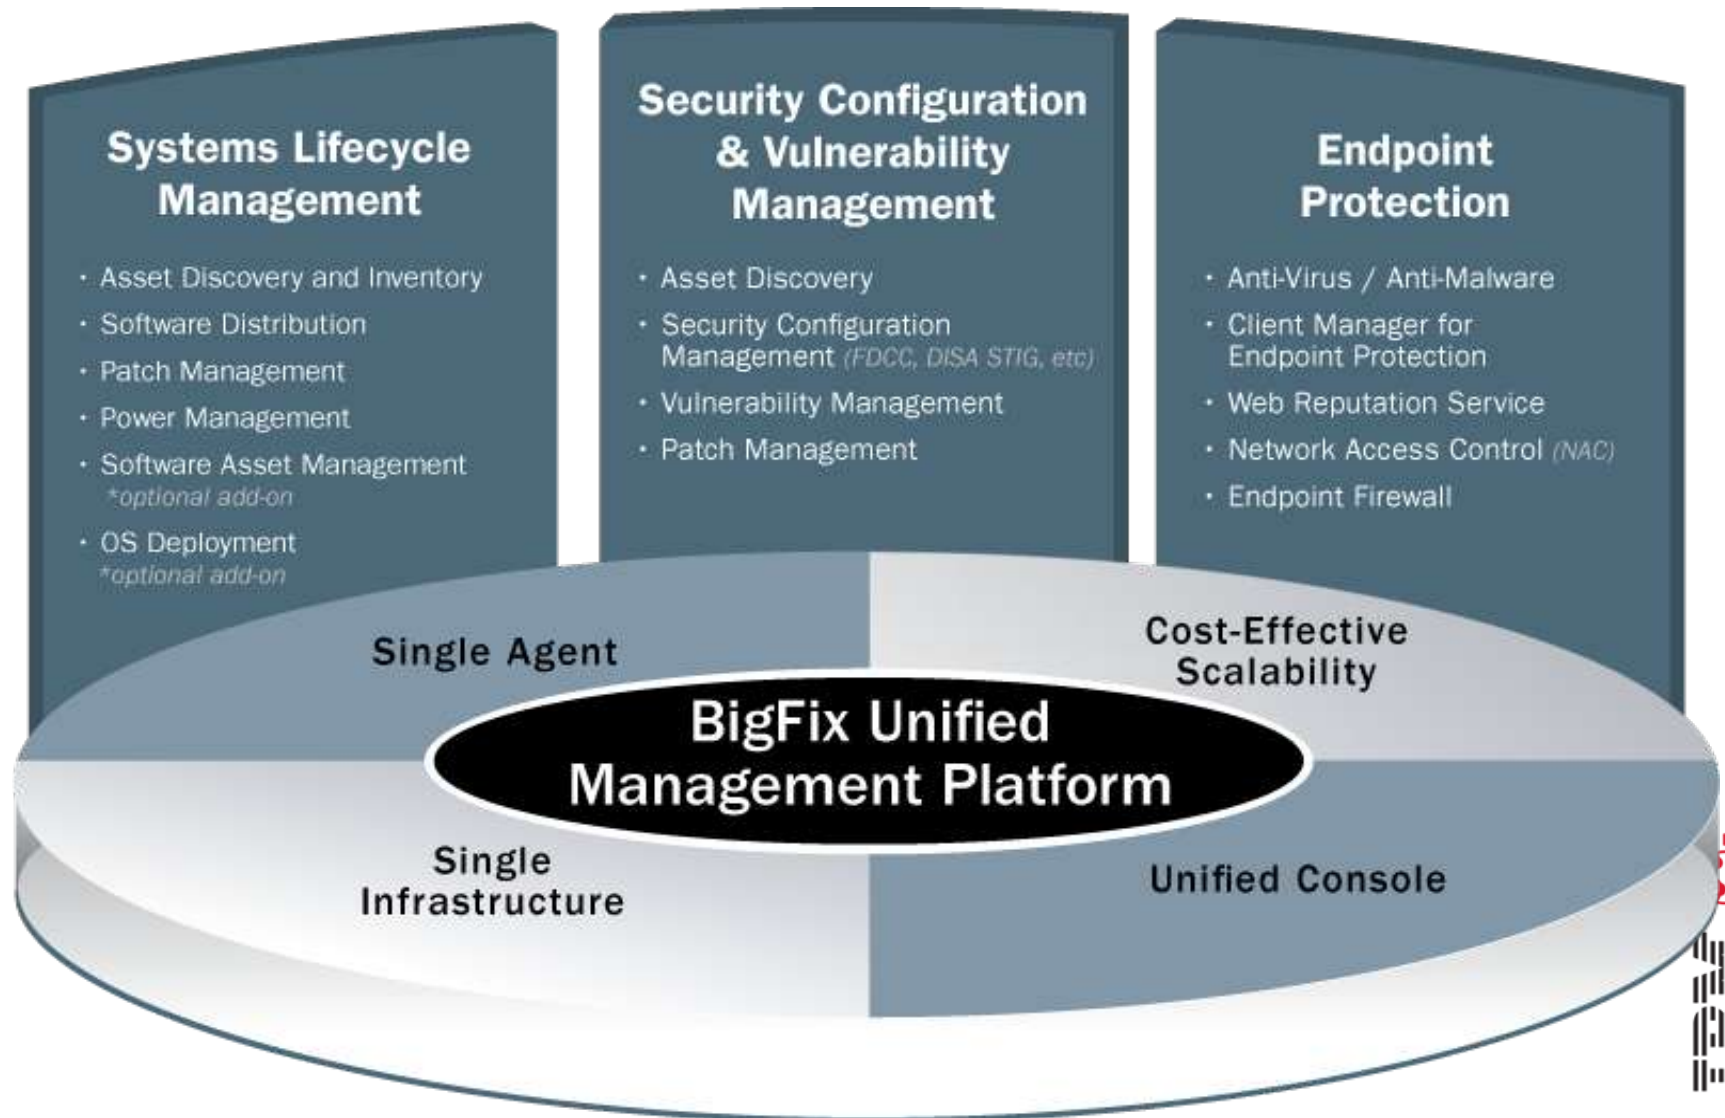 Systems Lifecycle
Management
· Asset Discovery and Inventory
· Software Distribution
· Patch Management
· Power Management
· Software Asset Management
*optional add-on
· OS Deployment
*optional add-on
Security Configuration
& Vulnerability
Management
· Asset Discovery
· Security Configuration
Management (FDCC, DISA STIG, etc)
· Vulnerability Management
· Patch Management
Endpoint
Protection
· Anti-Virus / Anti-Malware
· Client Manager for
Endpoint Protection
· Web Reputation Service
· Network Access Control (NAC)
· Endpoint Firewall
Single Agent
Cost-Effective
Scalability
BigFix Unified
Management Platform
Single
Infrastructure
Unified Console